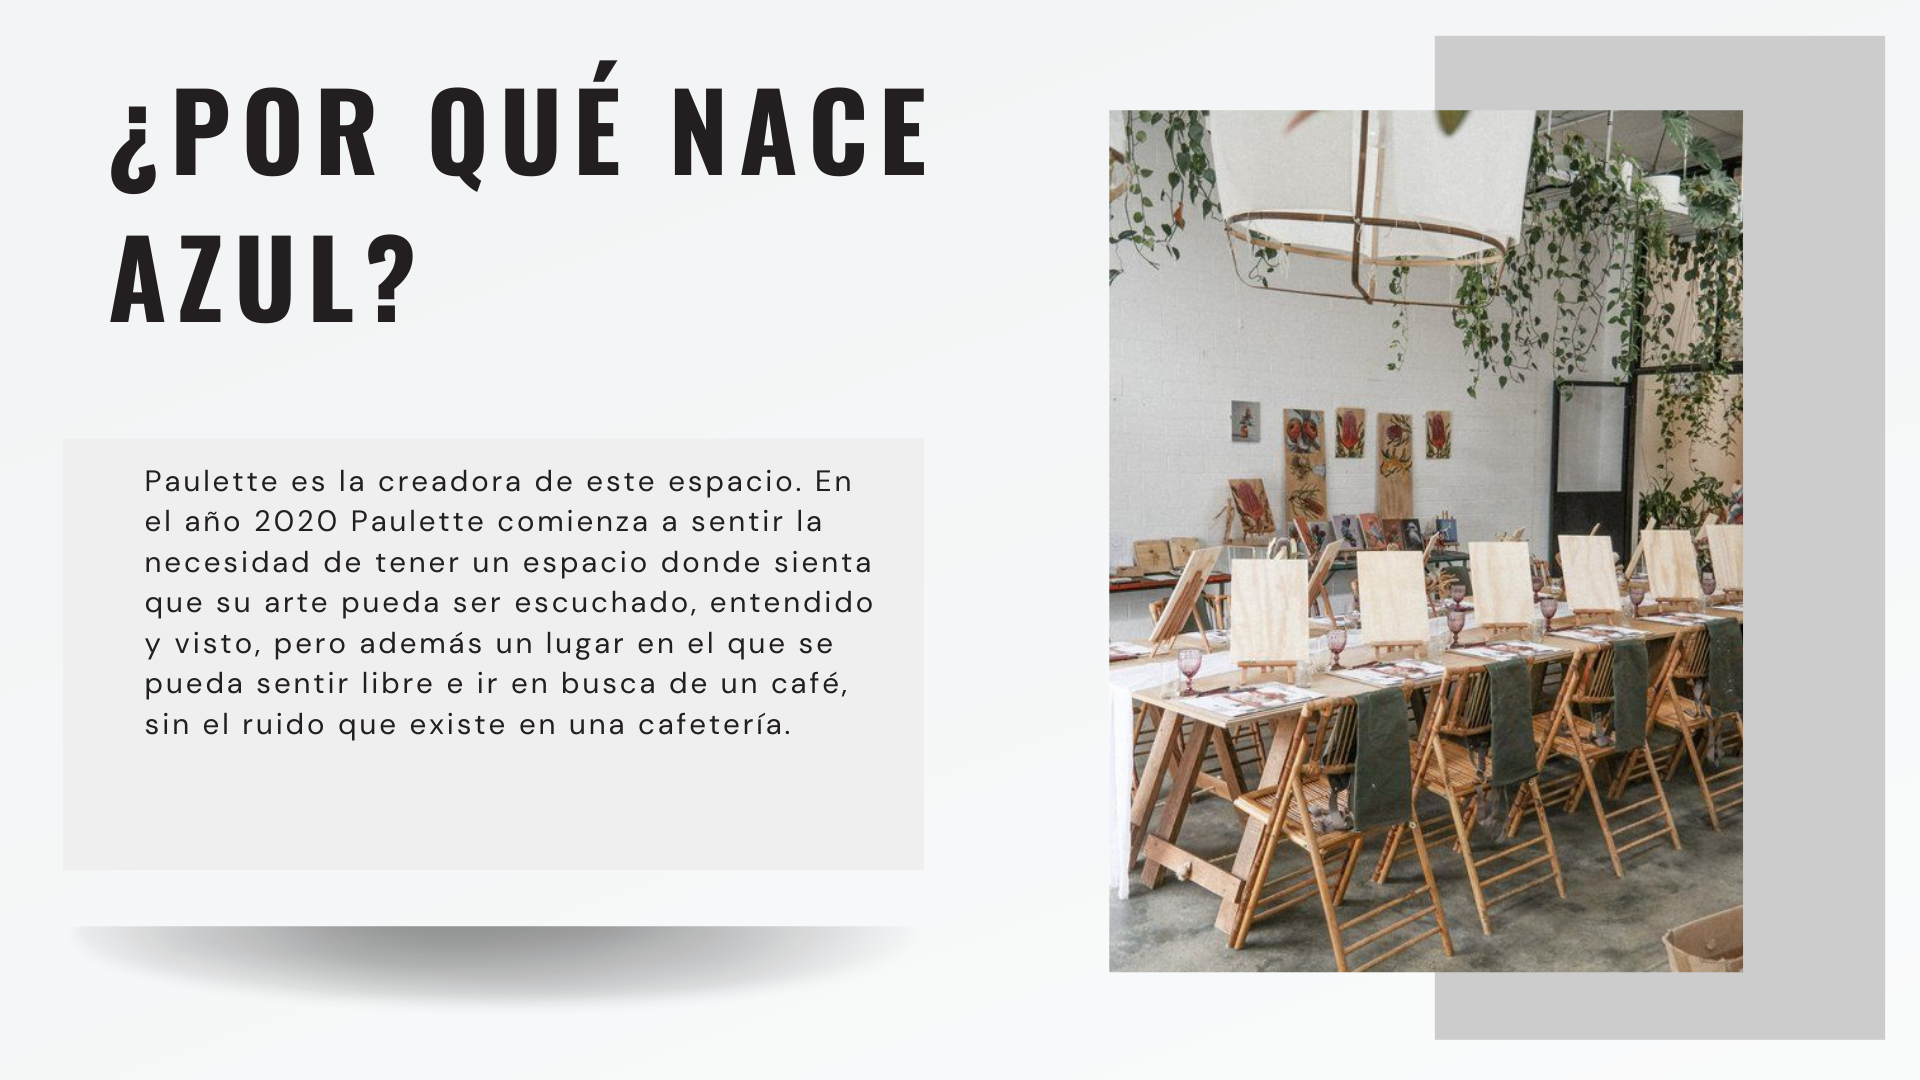 ¿POR QUÉ NACE
AZUL?
Paulette es la creadora de este espacio. En
el año 2020 Paulette comienza a sentir la
necesidad de tener un espacio donde sienta
que su arte pueda ser escuchado, entendido
y visto, pero además un lugar en el que se
pueda sentir libre e ir en busca de un café,
sin el ruido que existe en una cafetería.